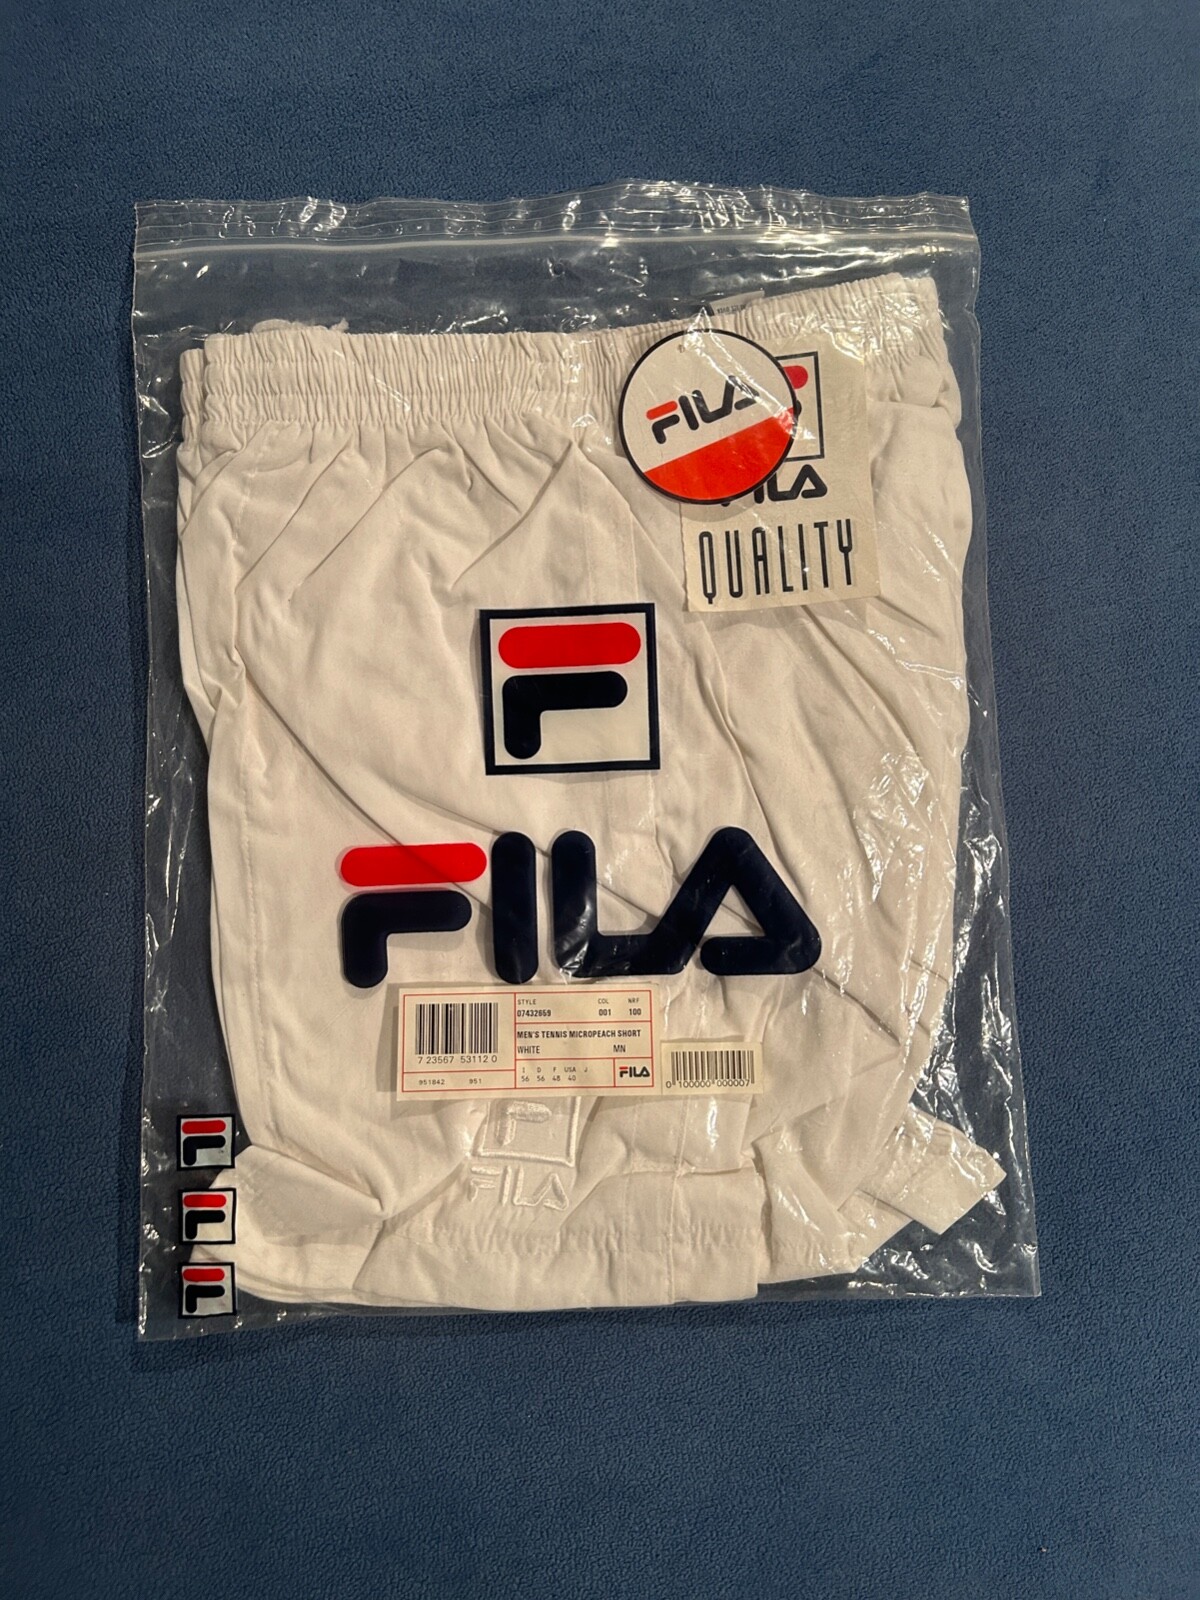 FILA
FILA
QUALITY
F
FILA
STYLE COL NRF
07432659 001 100
MEN'S TENNIS MICROPEACH SHORT
WHITE MN
7 23567 53112 0
951842 951
I D F USA J
56 56 48 40
FILA
0 100000 000007
F
FILA
F
F
F